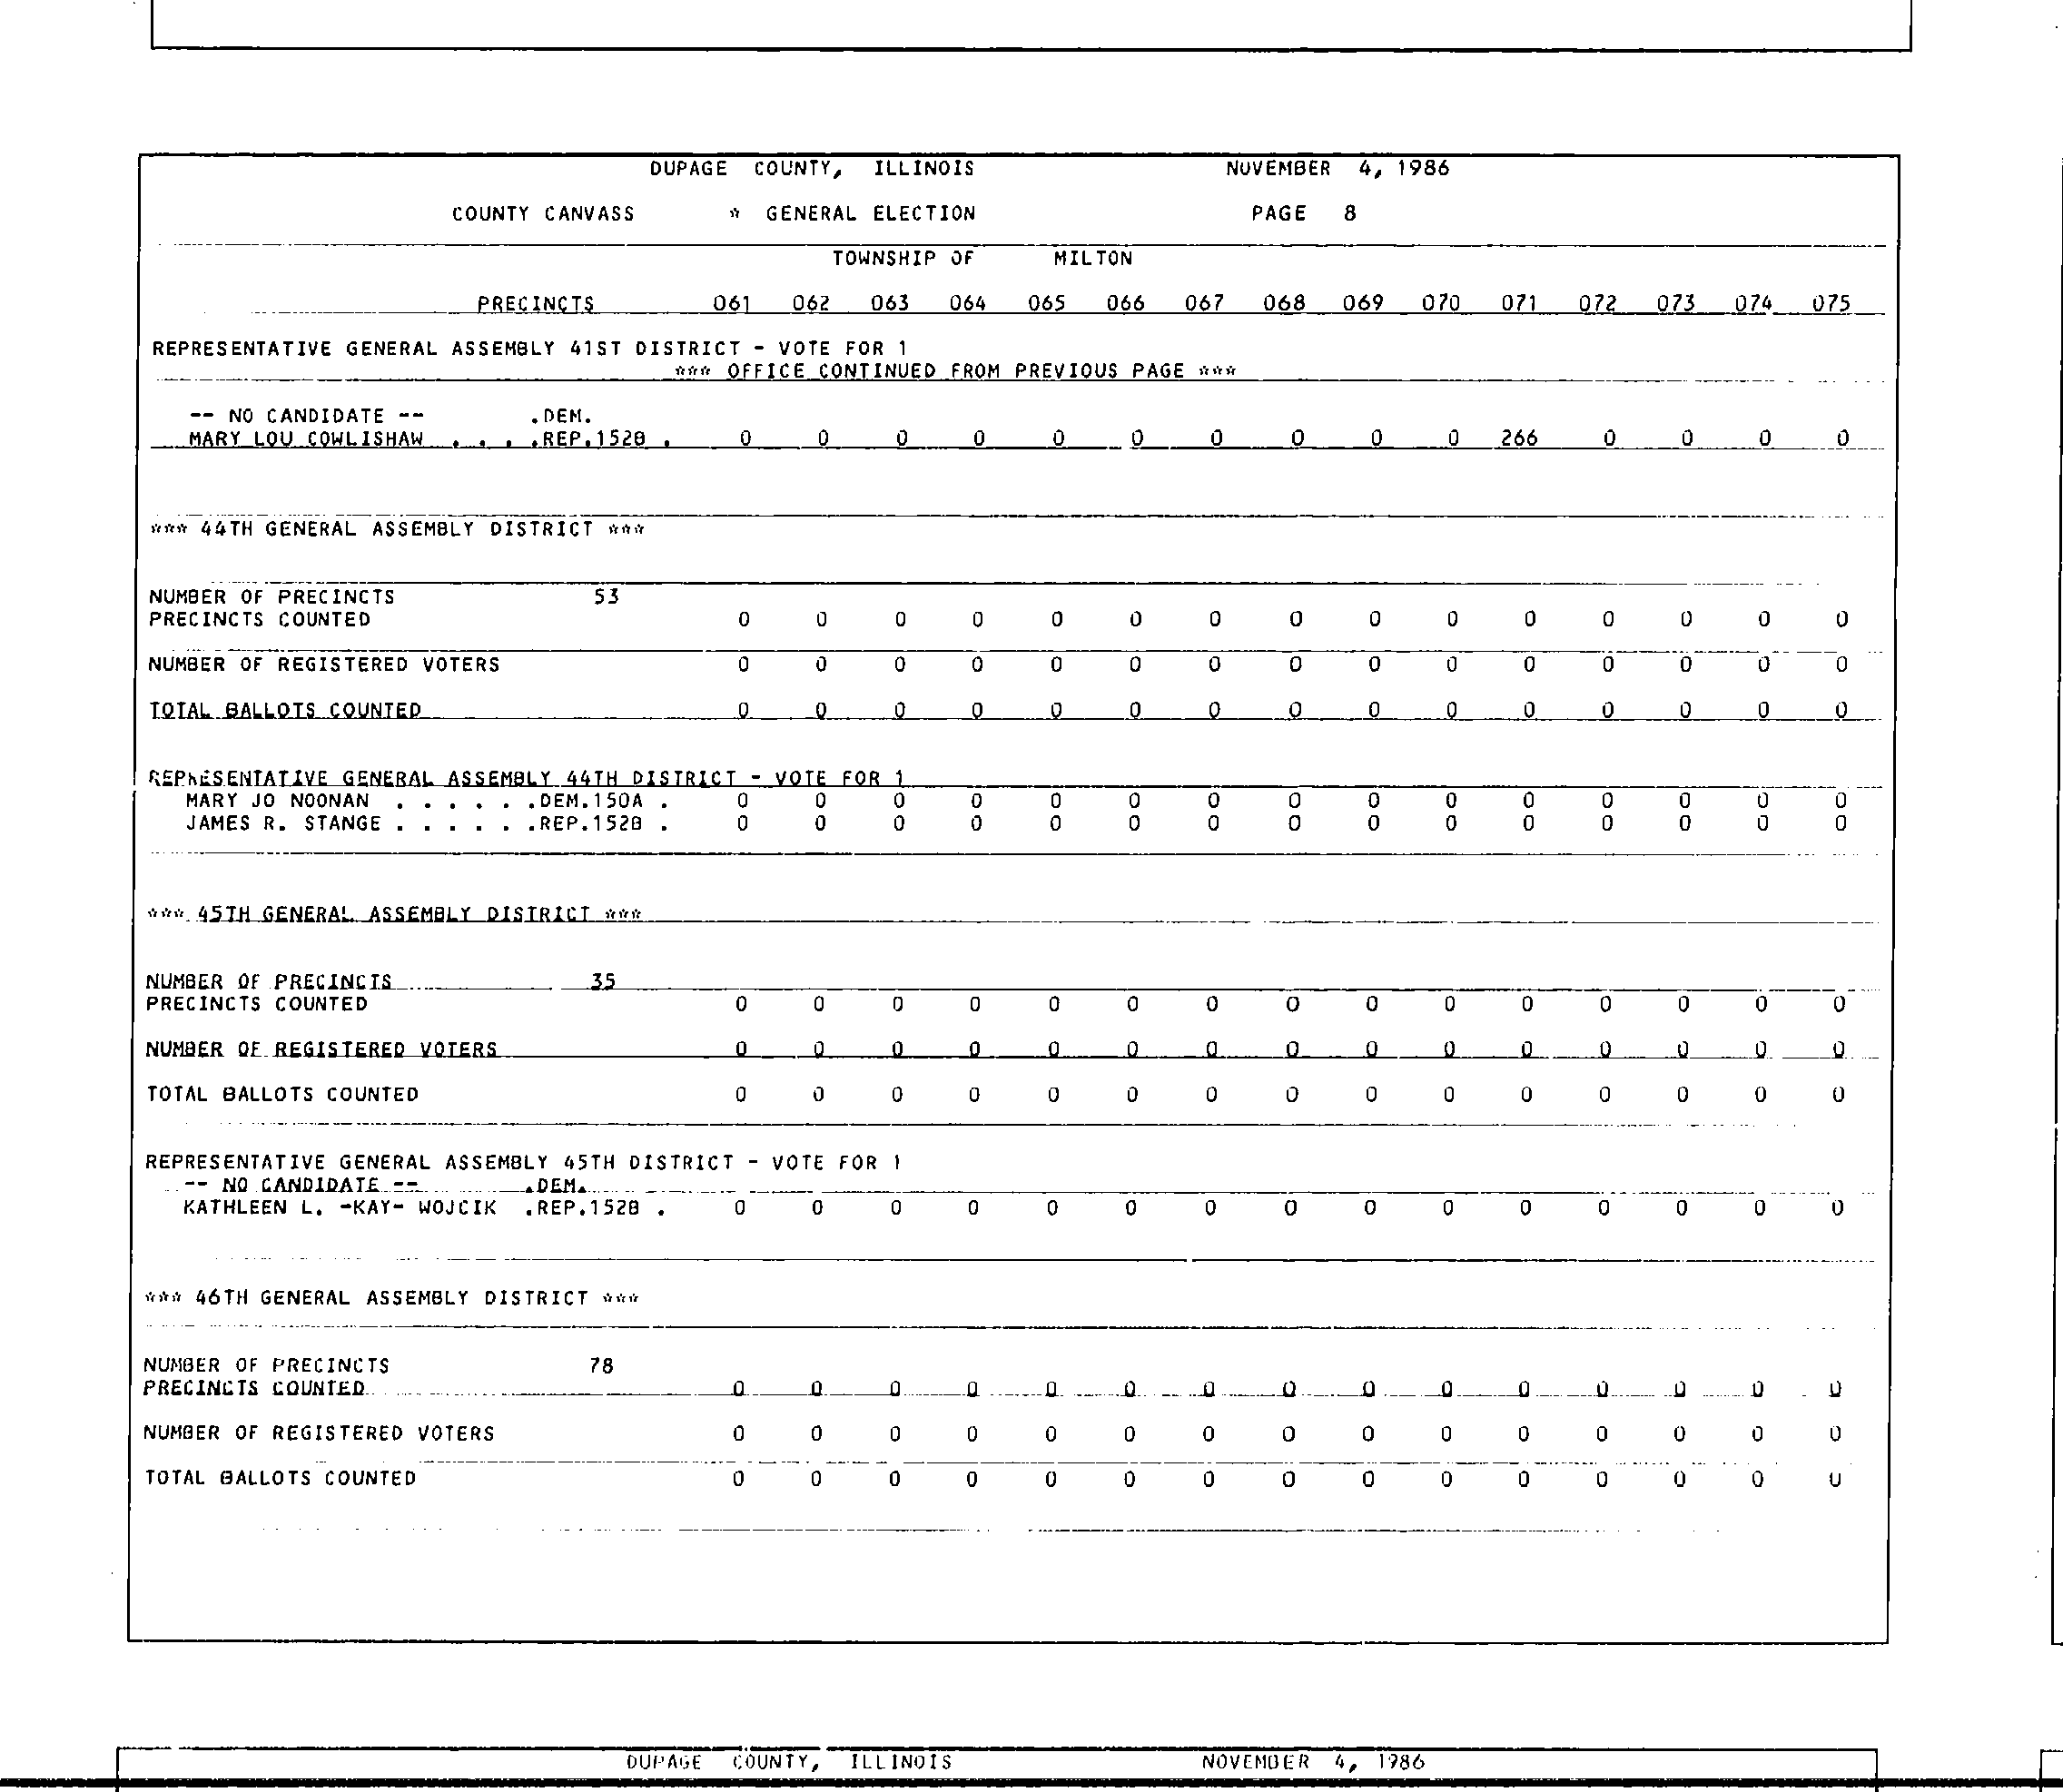 DUPAGE COUNTY, ILLINOIS NOVEMBER 4, 1986
COUNTY CANVASS * GENERAL ELECTION PAGE 8
TOWNSHIP OF MILTON
PRECINCTS 061 062 063 064 065 066 067 068 069 070 071 072 073 074 075
REPRESENTATIVE GENERAL ASSEMBLY 41ST DISTRICT - VOTE FOR 1
*** OFFICE CONTINUED FROM PREVIOUS PAGE ***
-- NO CANDIDATE -- .DEM.
MARY LOU COWLISHAW . . . .REP.152B . 0 0 0 0 0 0 0 0 0 0 266 0 0 0 0
*** 44TH GENERAL ASSEMBLY DISTRICT ***
NUMBER OF PRECINCTS 53
PRECINCTS COUNTED 0 0 0 0 0 0 0 0 0 0 0 0 0 0 0
NUMBER OF REGISTERED VOTERS 0 0 0 0 0 0 0 0 0 0 0 0 0 0 0
TOTAL BALLOTS COUNTED 0 0 0 0 0 0 0 0 0 0 0 0 0 0 0
REPRESENTATIVE GENERAL ASSEMBLY 44TH DISTRICT - VOTE FOR 1
MARY JO NOONAN . . . . . .DEM.150A . 0 0 0 0 0 0 0 0 0 0 0 0 0 0 0
JAMES R. STANGE . . . . . .REP.152B . 0 0 0 0 0 0 0 0 0 0 0 0 0 0 0
*** 45TH GENERAL ASSEMBLY DISTRICT ***
NUMBER OF PRECINCTS 35
PRECINCTS COUNTED 0 0 0 0 0 0 0 0 0 0 0 0 0 0 0
NUMBER OF REGISTERED VOTERS 0 0 0 0 0 0 0 0 0 0 0 0 0 0 0
TOTAL BALLOTS COUNTED 0 0 0 0 0 0 0 0 0 0 0 0 0 0 0
REPRESENTATIVE GENERAL ASSEMBLY 45TH DISTRICT - VOTE FOR 1
-- NO CANDIDATE -- .DEM.
KATHLEEN L. -KAY- WOJCIK .REP.152B . 0 0 0 0 0 0 0 0 0 0 0 0 0 0 0
*** 46TH GENERAL ASSEMBLY DISTRICT ***
NUMBER OF PRECINCTS 78
PRECINCTS COUNTED 0 0 0 0 0 0 0 0 0 0 0 0 0 0 0
NUMBER OF REGISTERED VOTERS 0 0 0 0 0 0 0 0 0 0 0 0 0 0 0
TOTAL BALLOTS COUNTED 0 0 0 0 0 0 0 0 0 0 0 0 0 0 0
DUPAGE COUNTY, ILLINOIS NOVEMBER 4, 1986